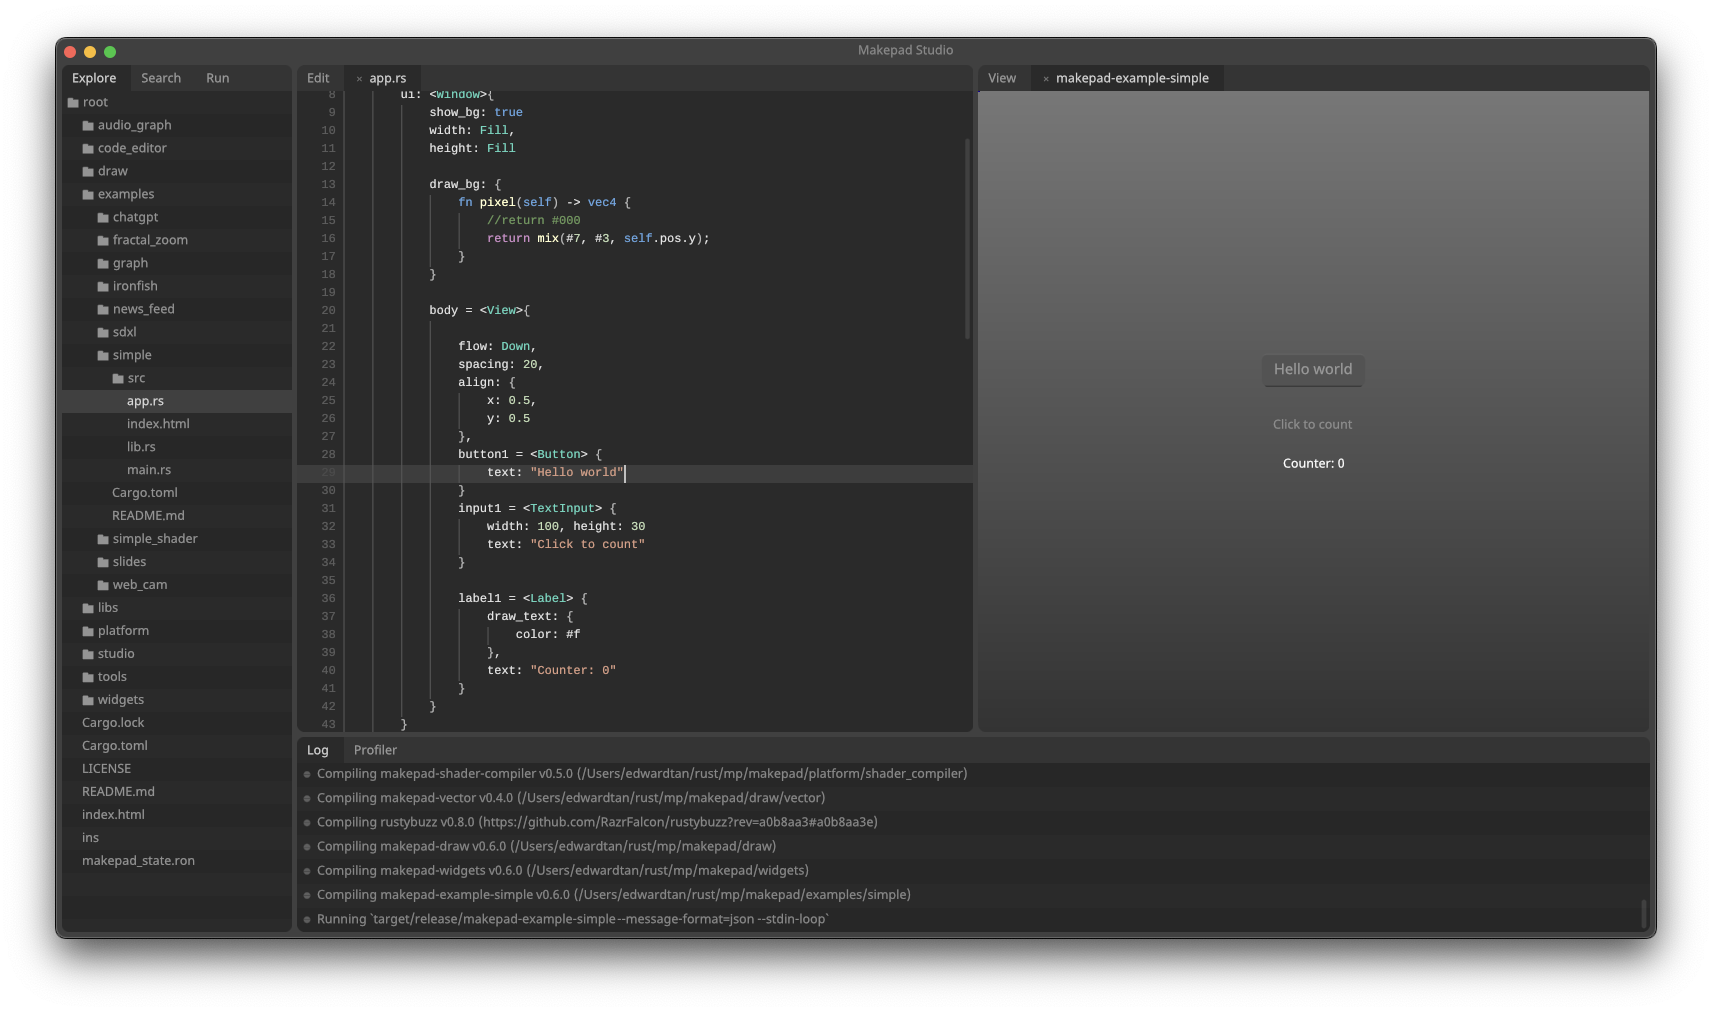 Makepad Studio
Explore Search Run
root
audio_graph
code_editor
draw
examples
chatgpt
fractal_zoom
graph
ironfish
news_feed
sdxl
simple
src
app.rs
index.html
lib.rs
main.rs
Cargo.toml
README.md
simple_shader
slides
web_cam
libs
platform
studio
tools
widgets
Cargo.lock
Cargo.toml
LICENSE
README.md
index.html
ins
makepad_state.ron
Edit × app.rs
8 ui: <Window>{
9 show_bg: true
10 width: Fill,
11 height: Fill
12
13 draw_bg: {
14 fn pixel(self) -> vec4 {
15 //return #000
16 return mix(#7, #3, self.pos.y);
17 }
18 }
19
20 body = <View>{
21
22 flow: Down,
23 spacing: 20,
24 align: {
25 x: 0.5,
26 y: 0.5
27 },
28 button1 = <Button> {
29 text: "Hello world"
30 }
31 input1 = <TextInput> {
32 width: 100, height: 30
33 text: "Click to count"
34 }
35
36 label1 = <Label> {
37 draw_text: {
38 color: #f
39 },
40 text: "Counter: 0"
41 }
42 }
43 }
View × makepad-example-simple
Hello world
Click to count
Counter: 0
Log Profiler
Compiling makepad-shader-compiler v0.5.0 (/Users/edwardtan/rust/mp/makepad/platform/shader_compiler)
Compiling makepad-vector v0.4.0 (/Users/edwardtan/rust/mp/makepad/draw/vector)
Compiling rustybuzz v0.8.0 (https://github.com/RazrFalcon/rustybuzz?rev=a0b8aa3#a0b8aa3e)
Compiling makepad-draw v0.6.0 (/Users/edwardtan/rust/mp/makepad/draw)
Compiling makepad-widgets v0.6.0 (/Users/edwardtan/rust/mp/makepad/widgets)
Compiling makepad-example-simple v0.6.0 (/Users/edwardtan/rust/mp/makepad/examples/simple)
Running `target/release/makepad-example-simple --message-format=json --stdin-loop`